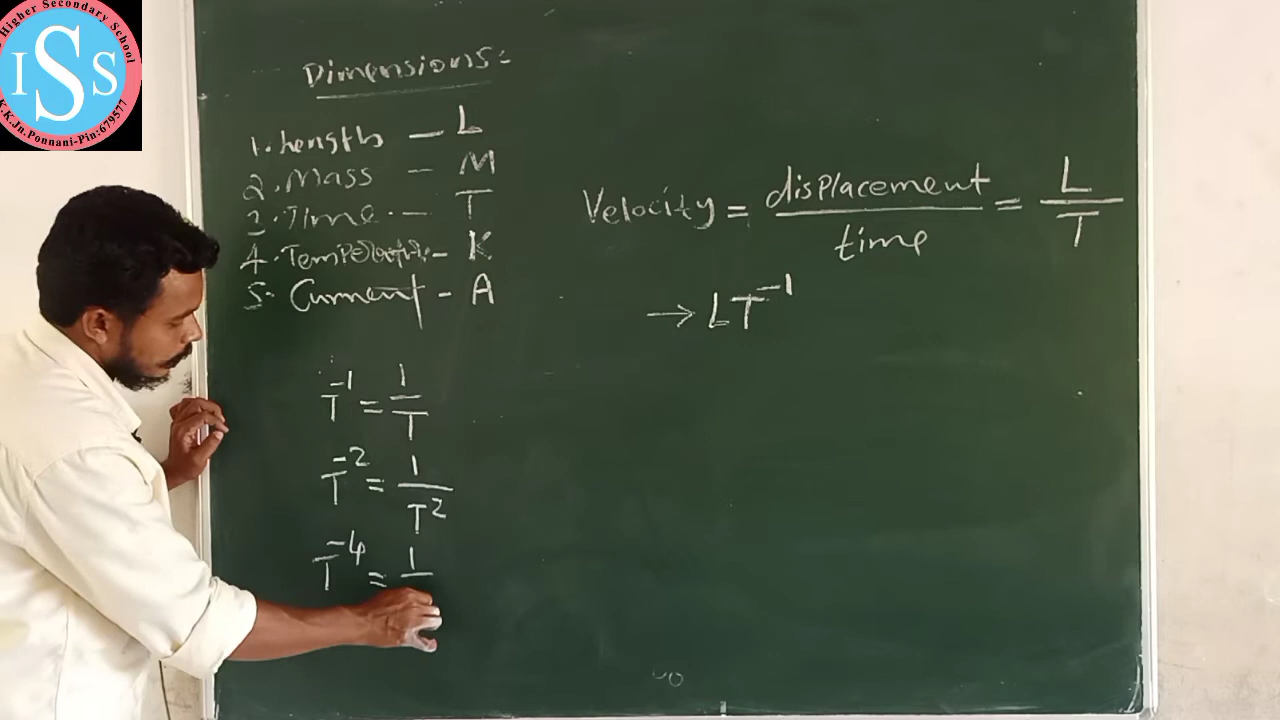 Higher Secondary School
ISS
K.K.Jn.Ponnani-Pin:679577
Dimensions:
1. Length – L
2. Mass – M
3. Time – T
4. Temperature – K
5. Current – A
Velocity = displacement/time = L/T
→ LT⁻¹
T⁻¹ = 1/T
T⁻² = 1/T²
T⁻⁴ = 1/